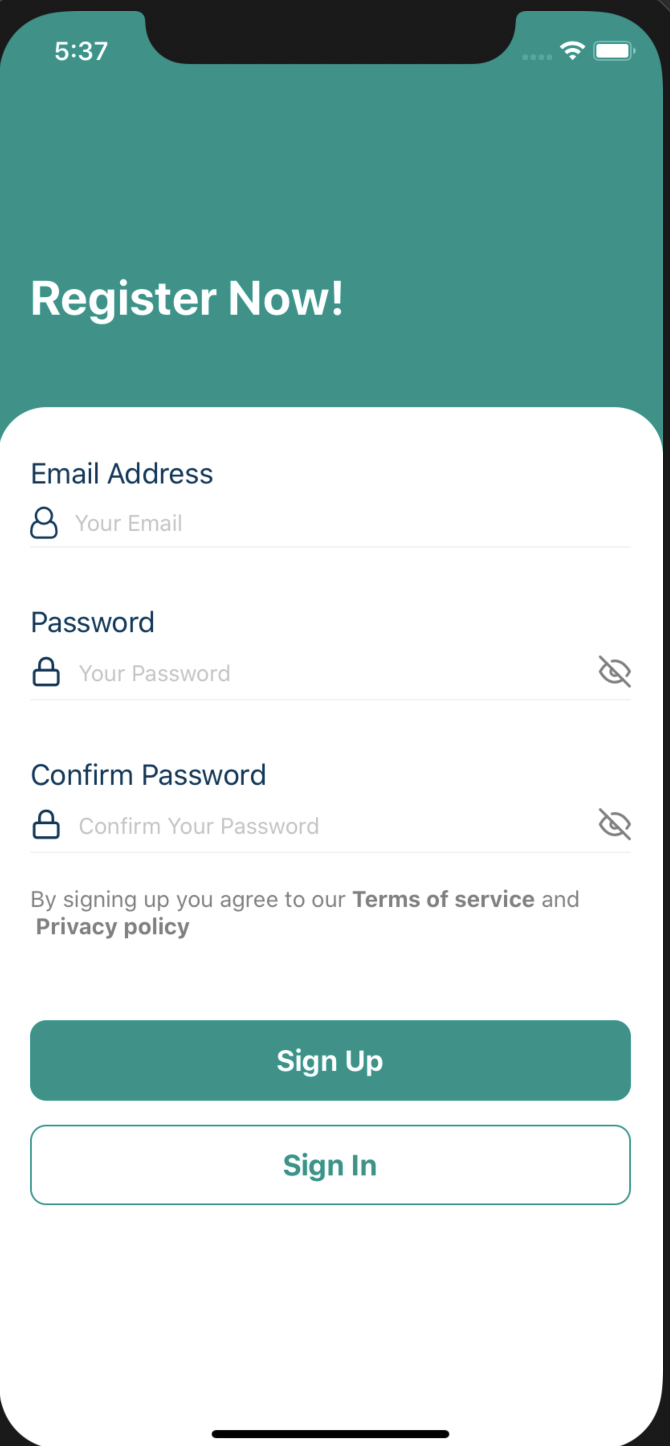 5:37
Register Now!
Email Address
Your Email
Password
Your Password
Confirm Password
Confirm Your Password
By signing up you agree to our Terms of service and
Privacy policy
Sign Up
Sign In